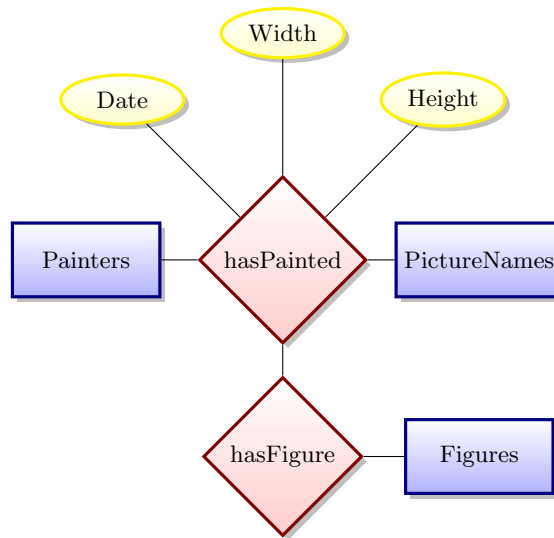 Width
Date
Height
Painters
hasPainted
PictureNames
hasFigure
Figures